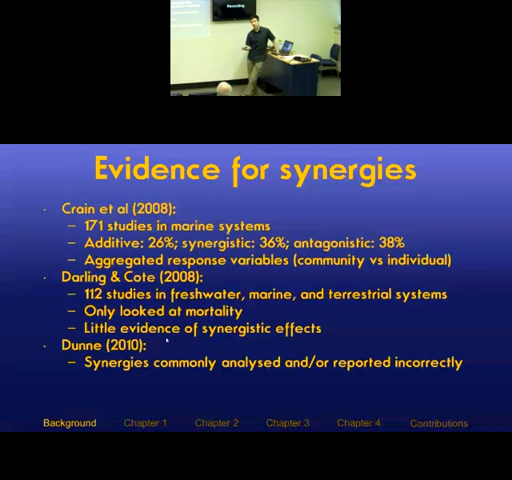 Recording
Evidence for synergies
· Crain et al (2008):
– 171 studies in marine systems
– Additive: 26%; synergistic: 36%; antagonistic: 38%
– Aggregated response variables (community vs individual)
· Darling & Cote (2008):
– 112 studies in freshwater, marine, and terrestrial systems
– Only looked at mortality
– Little evidence of synergistic effects
· Dunne (2010):
– Synergies commonly analysed and/or reported incorrectly
Background Chapter 1 Chapter 2 Chapter 3 Chapter 4 Contributions